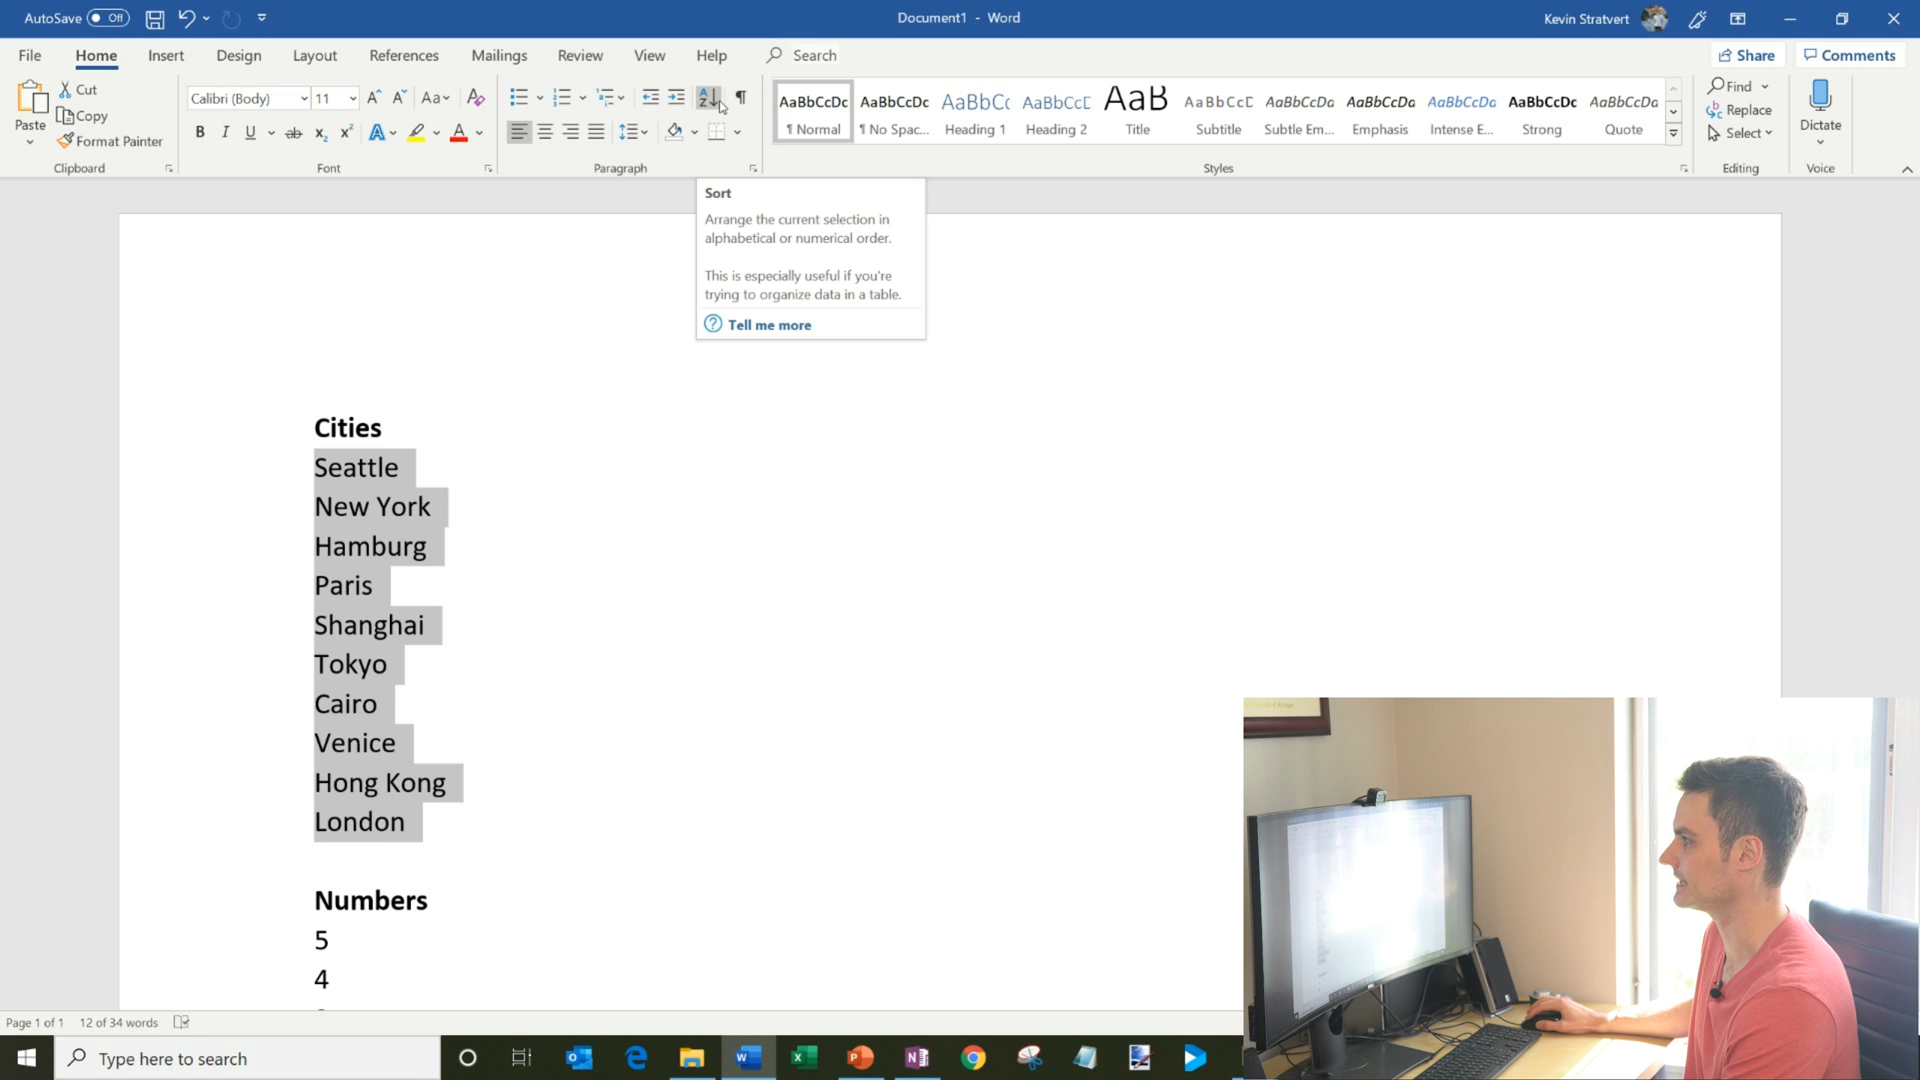 AutoSave Off
Document1 - Word
Kevin Stratvert
File Home Insert Design Layout References Mailings Review View Help Search
Share Comments
Paste
Cut
Copy
Format Painter
Clipboard
Calibri (Body) 11
Aa
B I U ab x₂ x²
A A
Font
Paragraph
AaBbCcDc AaBbCcDc AaBbCc AaBbCcD AaB AaBbCcD AaBbCcDa AaBbCcDa AaBbCcDa AaBbCcDc AaBbCcDa
¶ Normal ¶ No Spac... Heading 1 Heading 2 Title Subtitle Subtle Em... Emphasis Intense E... Strong Quote
Styles
Find
Replace
Select
Editing
Dictate
Voice
Sort
Arrange the current selection in
alphabetical or numerical order.
This is especially useful if you're
trying to organize data in a table.
Tell me more
Cities
Seattle
New York
Hamburg
Paris
Shanghai
Tokyo
Cairo
Venice
Hong Kong
London
Numbers
5
4
Page 1 of 1 12 of 34 words
Type here to search